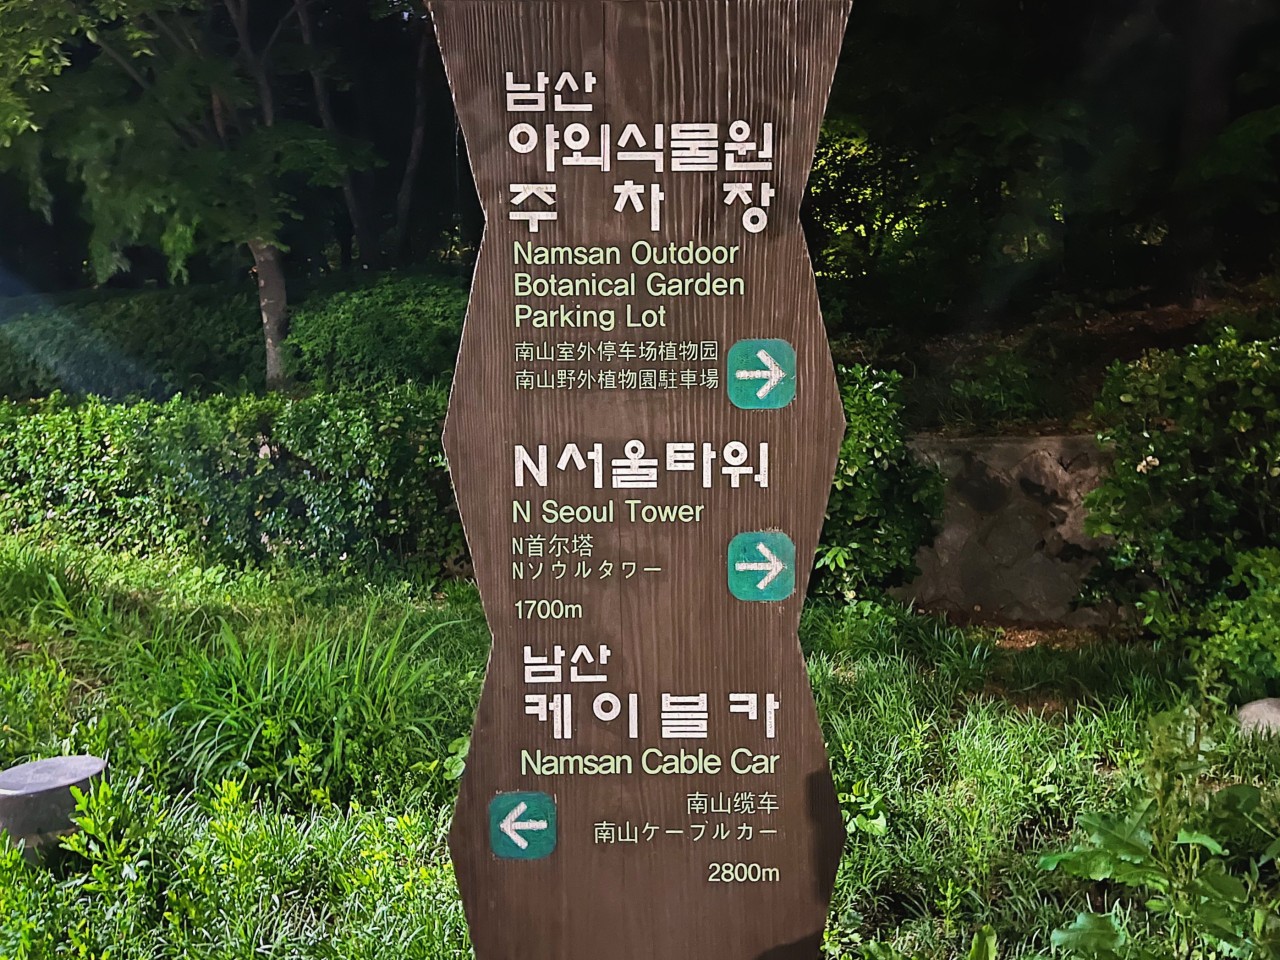 남산
야외식물원
주차장
Namsan Outdoor
Botanical Garden
Parking Lot
南山室外停车场植物园
南山野外植物園駐車場
N서울타워
N Seoul Tower
N首尔塔
Nソウルタワー
1700m
남산
케이블카
Namsan Cable Car
南山缆车
南山ケーブルカー
2800m